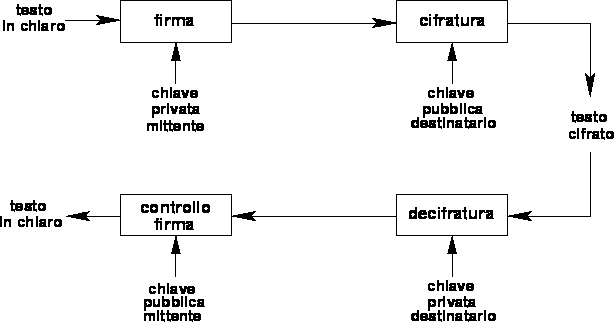 testo
in chiaro
firma
cifratura
chiave
privata
mittente
chiave
pubblica
destinatario
testo
cifrato
testo
in chiaro
controllo
firma
decifratura
chiave
pubblica
mittente
chiave
privata
destinatario